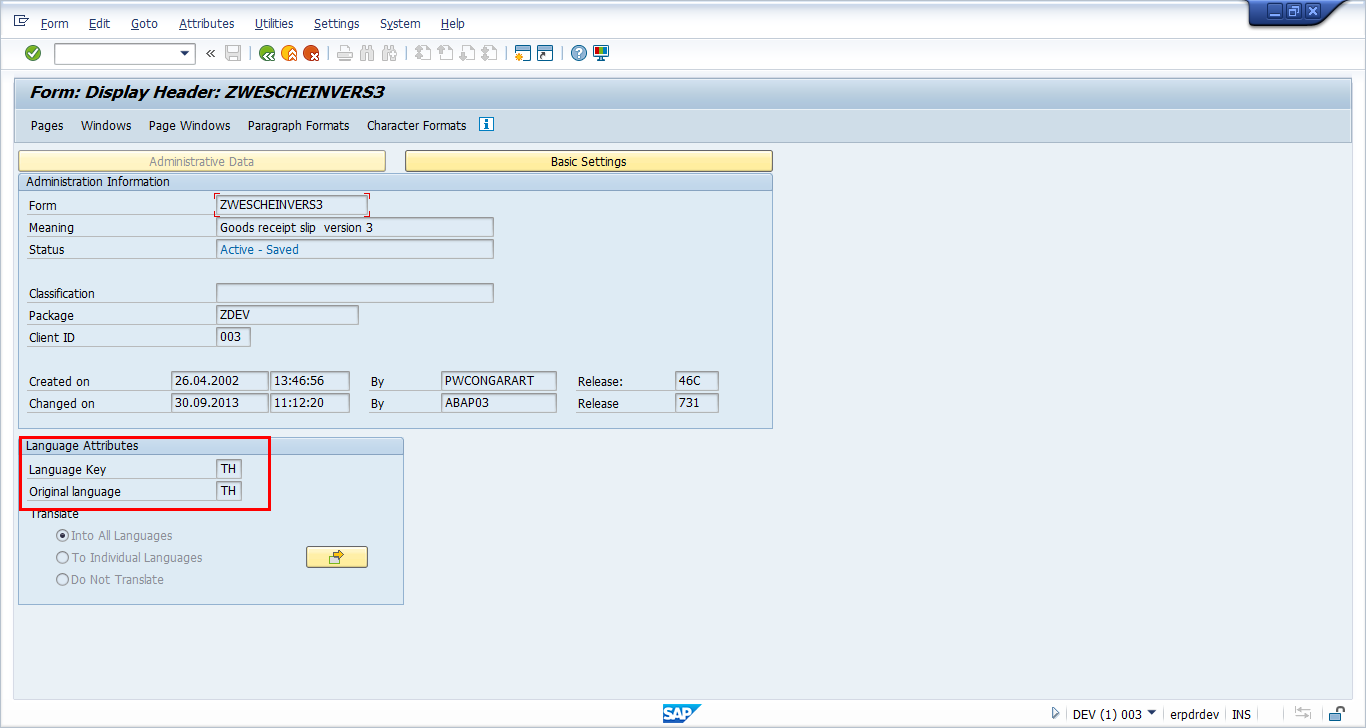 Form Edit Goto Attributes Utilities Settings System Help
Form: Display Header: ZWESCHEINVERS3
Pages Windows Page Windows Paragraph Formats Character Formats
Administrative Data Basic Settings
Administration Information
Form ZWESCHEINVERS3
Meaning Goods receipt slip  version 3
Status Active - Saved
Classification
Package ZDEV
Client ID 003
Created on 26.04.2002 13:46:56 By PWCONGARART Release: 46C
Changed on 30.09.2013 11:12:20 By ABAP03 Release 731
Language Attributes
Language Key TH
Original language TH
Translate
Into All Languages
To Individual Languages
Do Not Translate
SAP DEV (1) 003 erpdrdev INS